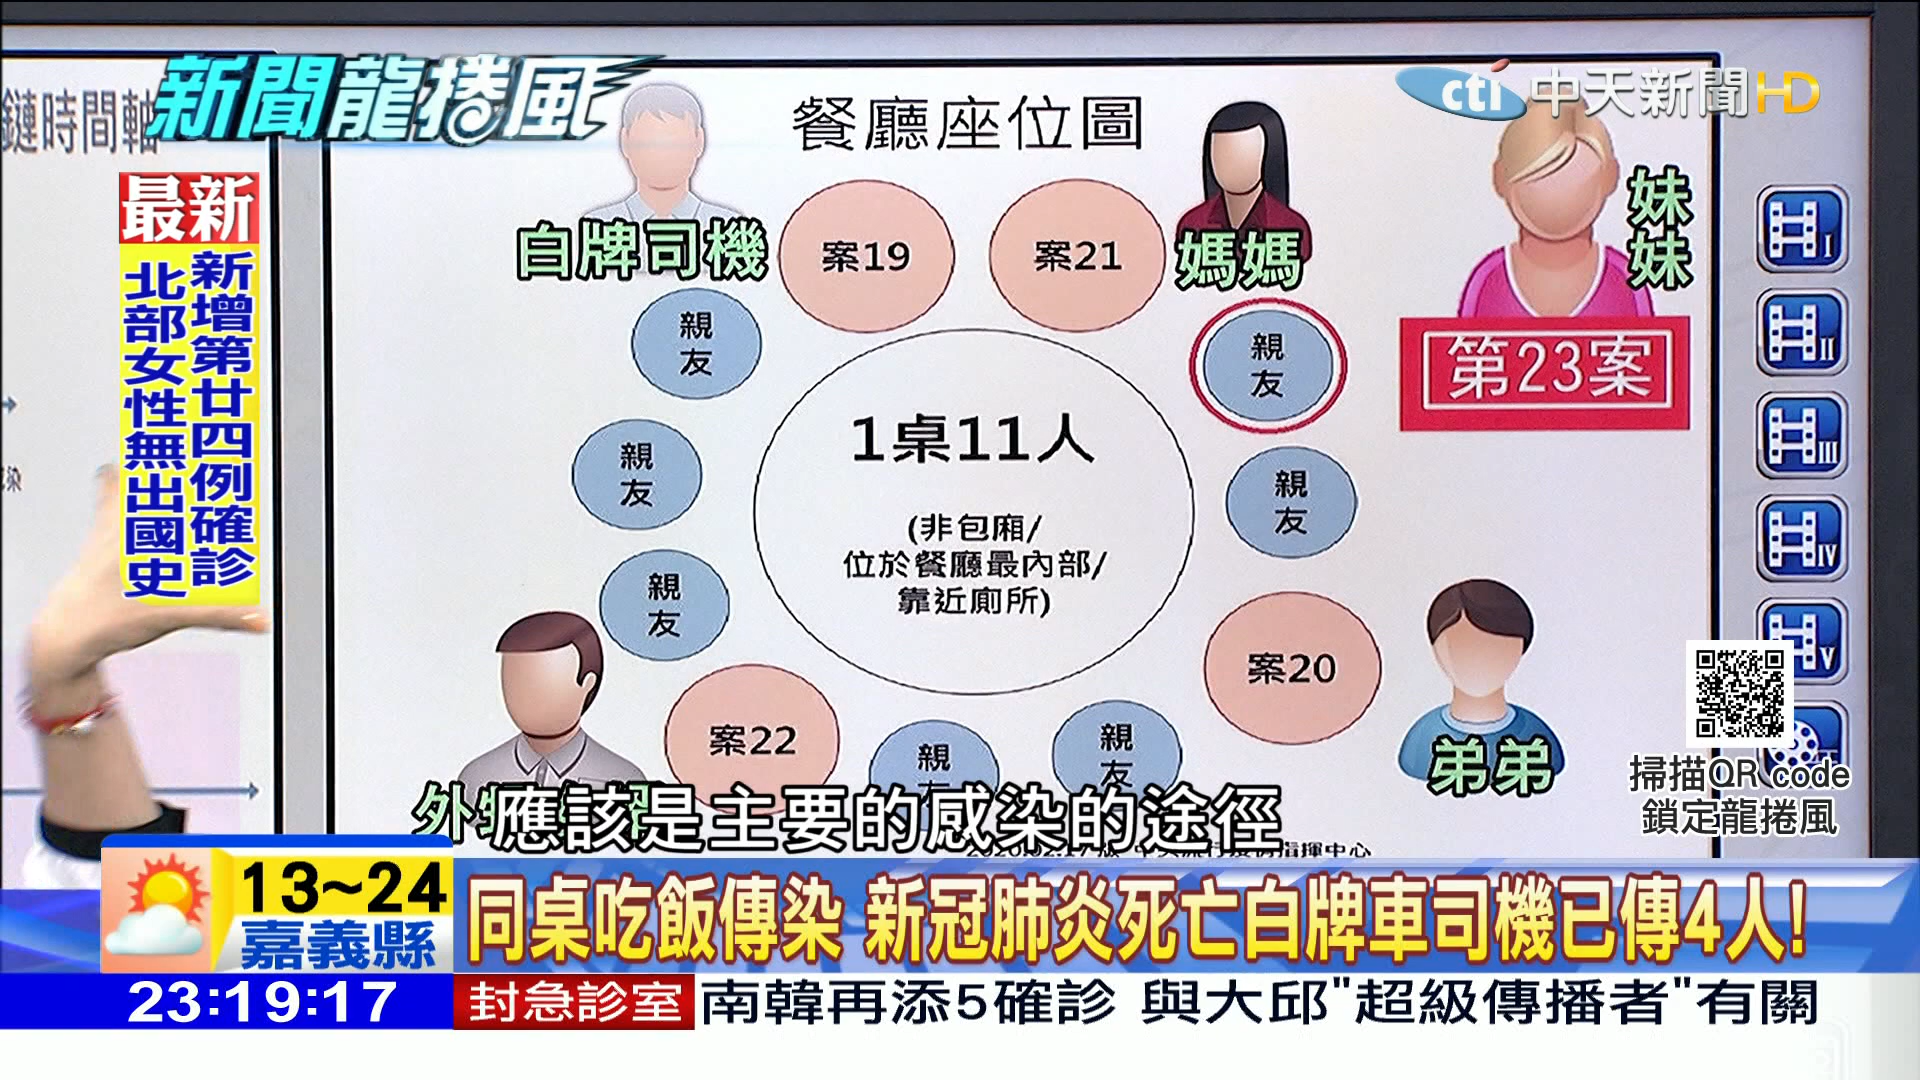 新聞龍捲風
cti 中天新聞HD
鏈時間軸
餐廳座位圖
最新
新增第廿四例確診
北部女性無出國史
白牌司機
案19
案21
媽媽
妹妹
第23案
親友
親友
親友
親友
親友
1桌11人
(非包廂/
位於餐廳最內部/
靠近廁所)
案22
案20
親
親友
弟弟
I
II
III
IV
V
掃描QR code
鎖定龍捲風
應該是主要的感染的途徑
13~24
嘉義縣
同桌吃飯傳染 新冠肺炎死亡白牌車司機已傳4人!
23:19:17
封急診室 南韓再添5確診 與大邱"超級傳播者"有關